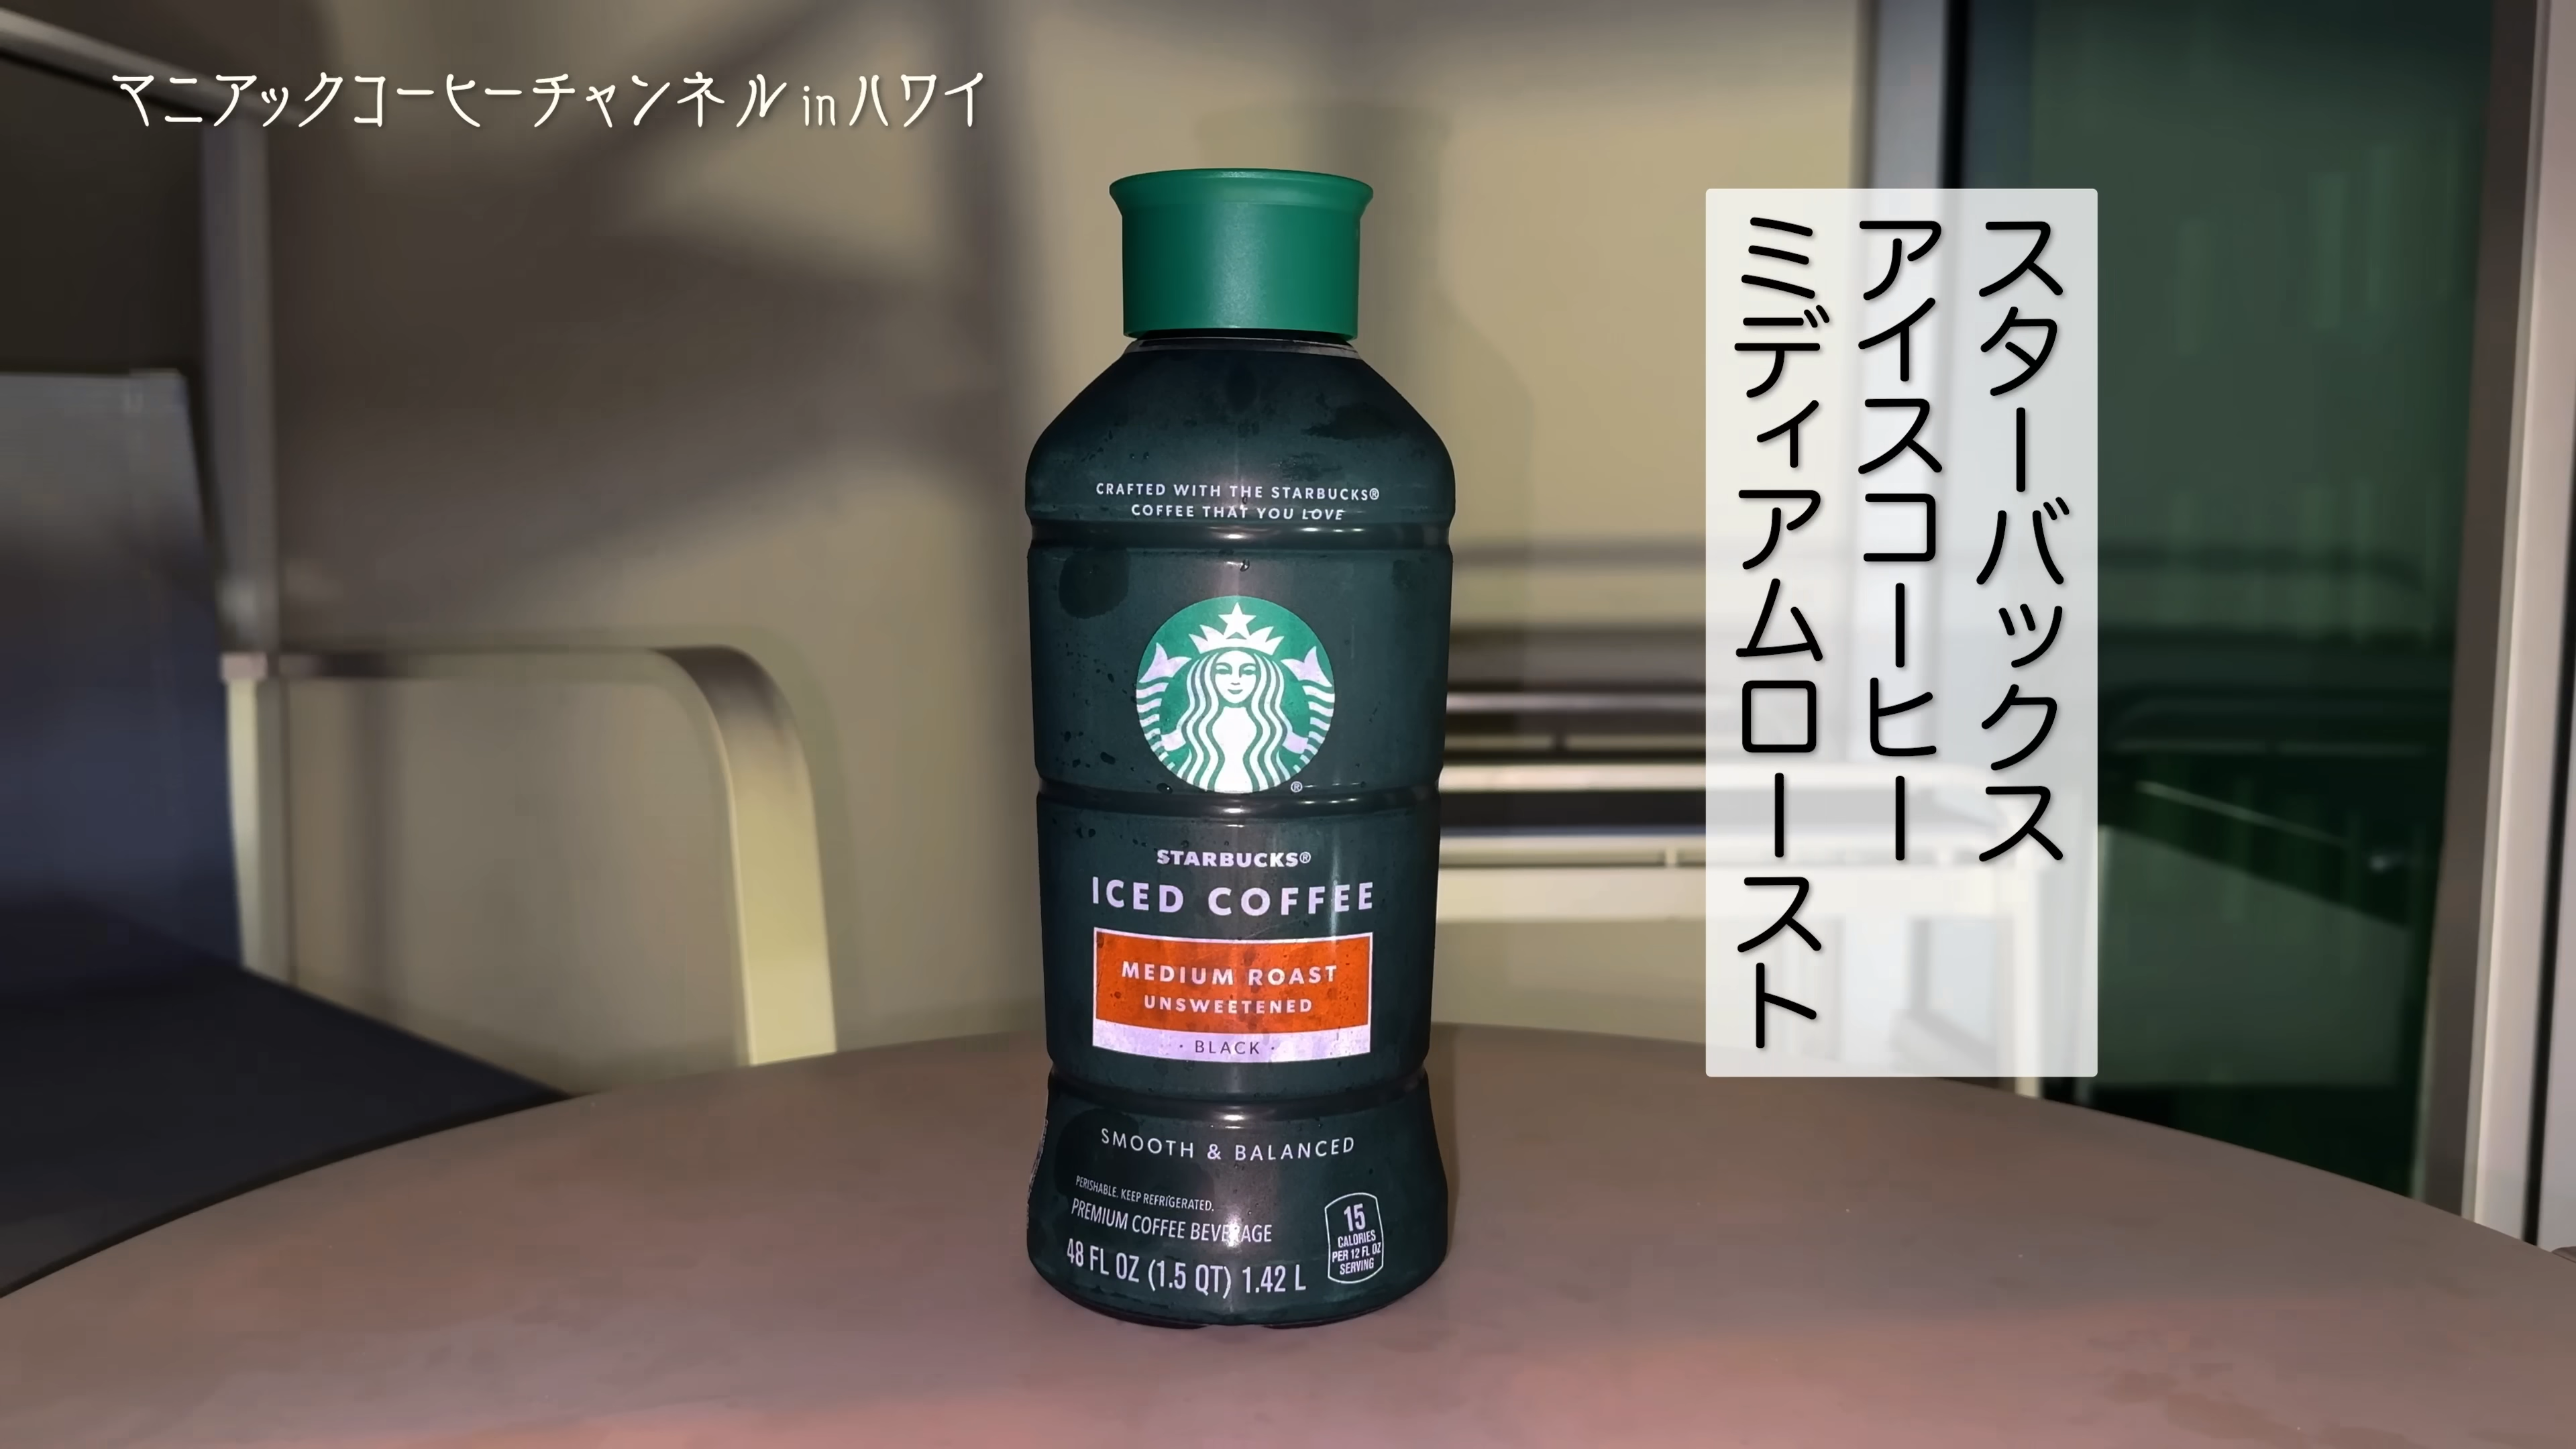 マニアックコーヒーチャンネル in ハワイ
スターバックス
アイスコーヒー
ミディアムロースト
CRAFTED WITH THE STARBUCKS®
COFFEE THAT YOU LOVE
®
STARBUCKS®
ICED COFFEE
MEDIUM ROAST
UNSWEETENED
· BLACK ·
SMOOTH & BALANCED
PERISHABLE. KEEP REFRIGERATED.
PREMIUM COFFEE BEVERAGE
48 FL OZ (1.5 QT) 1.42 L
15
CALORIES
PER 12 FL OZ
SERVING